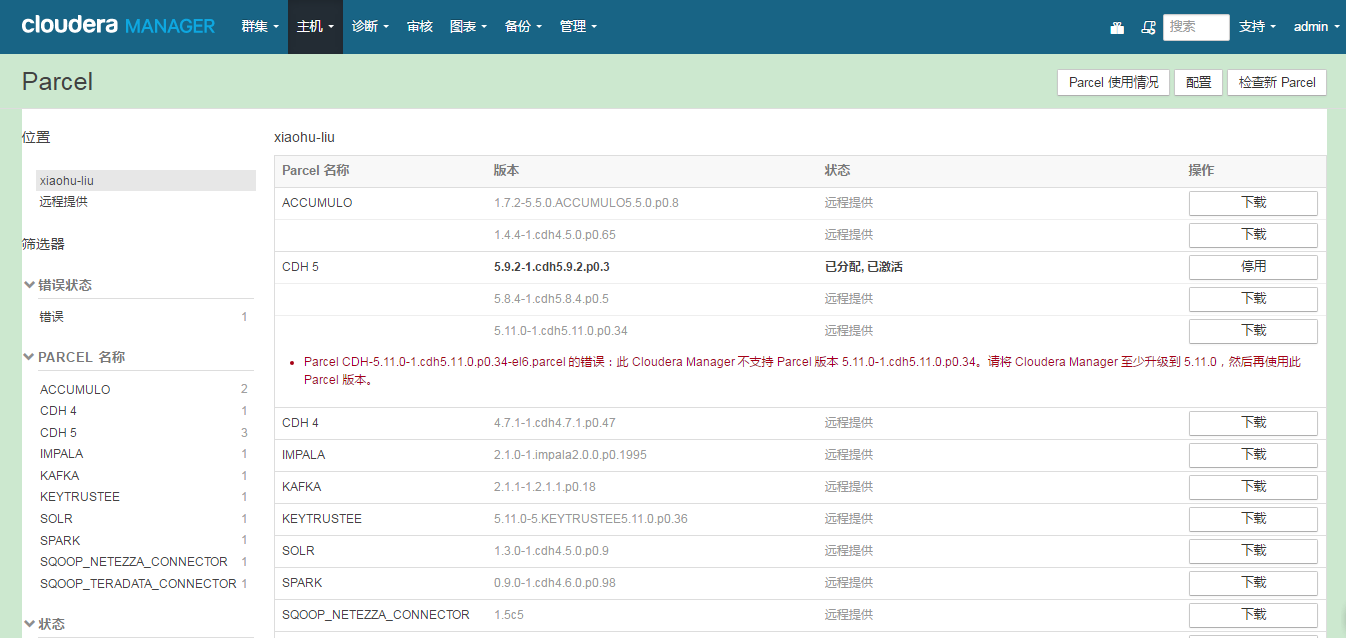 cloudera MANAGER 群集 主机 诊断 审核 图表 备份 管理 搜索 支持 admin
Parcel Parcel 使用情况 配置 检查新 Parcel
位置
xiaohu-liu
远程提供
筛选器
错误状态
错误 1
PARCEL 名称
ACCUMULO 2
CDH 4 1
CDH 5 3
IMPALA 1
KAFKA 1
KEYTRUSTEE 1
SOLR 1
SPARK 1
SQOOP_NETEZZA_CONNECTOR 1
SQOOP_TERADATA_CONNECTOR 1
状态
xiaohu-liu
Parcel 名称 版本 状态 操作
ACCUMULO 1.7.2-5.5.0.ACCUMULO5.5.0.p0.8 远程提供 下载
1.4.4-1.cdh4.5.0.p0.65 远程提供 下载
CDH 5 5.9.2-1.cdh5.9.2.p0.3 已分配, 已激活 停用
5.8.4-1.cdh5.8.4.p0.5 远程提供 下载
5.11.0-1.cdh5.11.0.p0.34 远程提供 下载
Parcel CDH-5.11.0-1.cdh5.11.0.p0.34-el6.parcel 的错误：此 Cloudera Manager 不支持 Parcel 版本 5.11.0-1.cdh5.11.0.p0.34。请将 Cloudera Manager 至少升级到 5.11.0，然后再使用此
Parcel 版本。
CDH 4 4.7.1-1.cdh4.7.1.p0.47 远程提供 下载
IMPALA 2.1.0-1.impala2.0.0.p0.1995 远程提供 下载
KAFKA 2.1.1-1.2.1.1.p0.18 远程提供 下载
KEYTRUSTEE 5.11.0-5.KEYTRUSTEE5.11.0.p0.36 远程提供 下载
SOLR 1.3.0-1.cdh4.5.0.p0.9 远程提供 下载
SPARK 0.9.0-1.cdh4.6.0.p0.98 远程提供 下载
SQOOP_NETEZZA_CONNECTOR 1.5c5 远程提供 下载